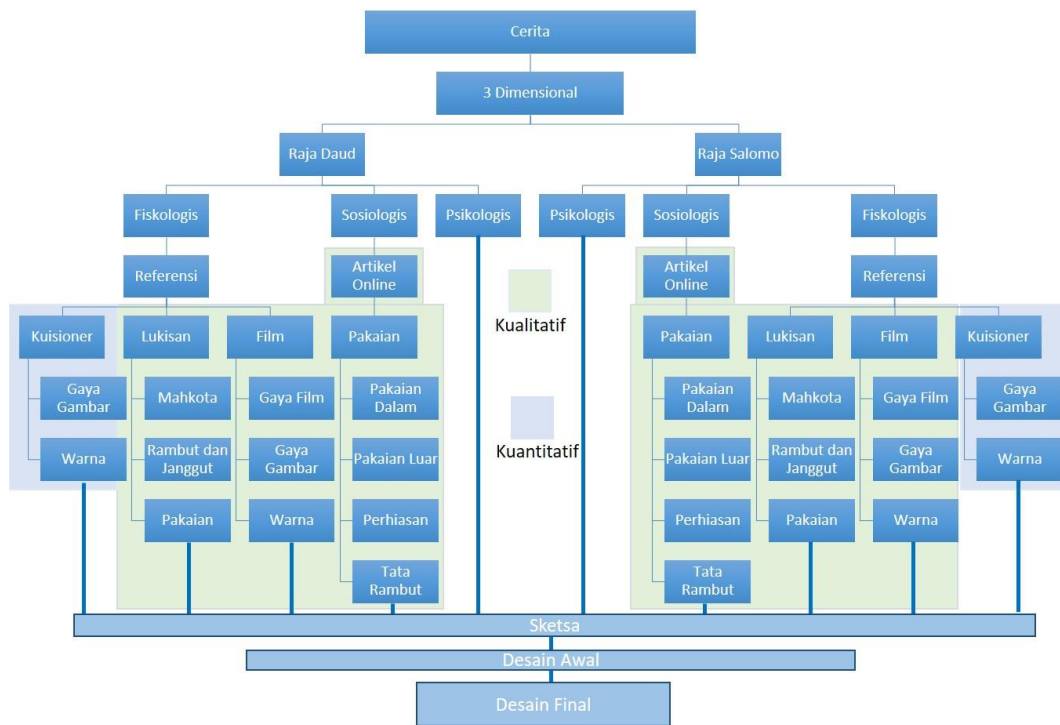 Cerita
3 Dimensional
Raja Daud
Raja Salomo
Fiskologis
Sosiologis
Psikologis
Psikologis
Sosiologis
Fiskologis
Referensi
Artikel
Online
Artikel
Online
Referensi
Kualitatif
Kuisioner
Lukisan
Film
Pakaian
Pakaian
Lukisan
Film
Kuisioner
Gaya
Gambar
Mahkota
Gaya Film
Pakaian
Dalam
Pakaian
Dalam
Mahkota
Gaya Film
Gaya
Gambar
Kuantitatif
Warna
Rambut dan
Janggut
Gaya
Gambar
Pakaian Luar
Pakaian Luar
Rambut dan
Janggut
Gaya
Gambar
Warna
Pakaian
Warna
Perhiasan
Perhiasan
Pakaian
Warna
Tata
Rambut
Tata
Rambut
Sketsa
Desain Awal
Desain Final